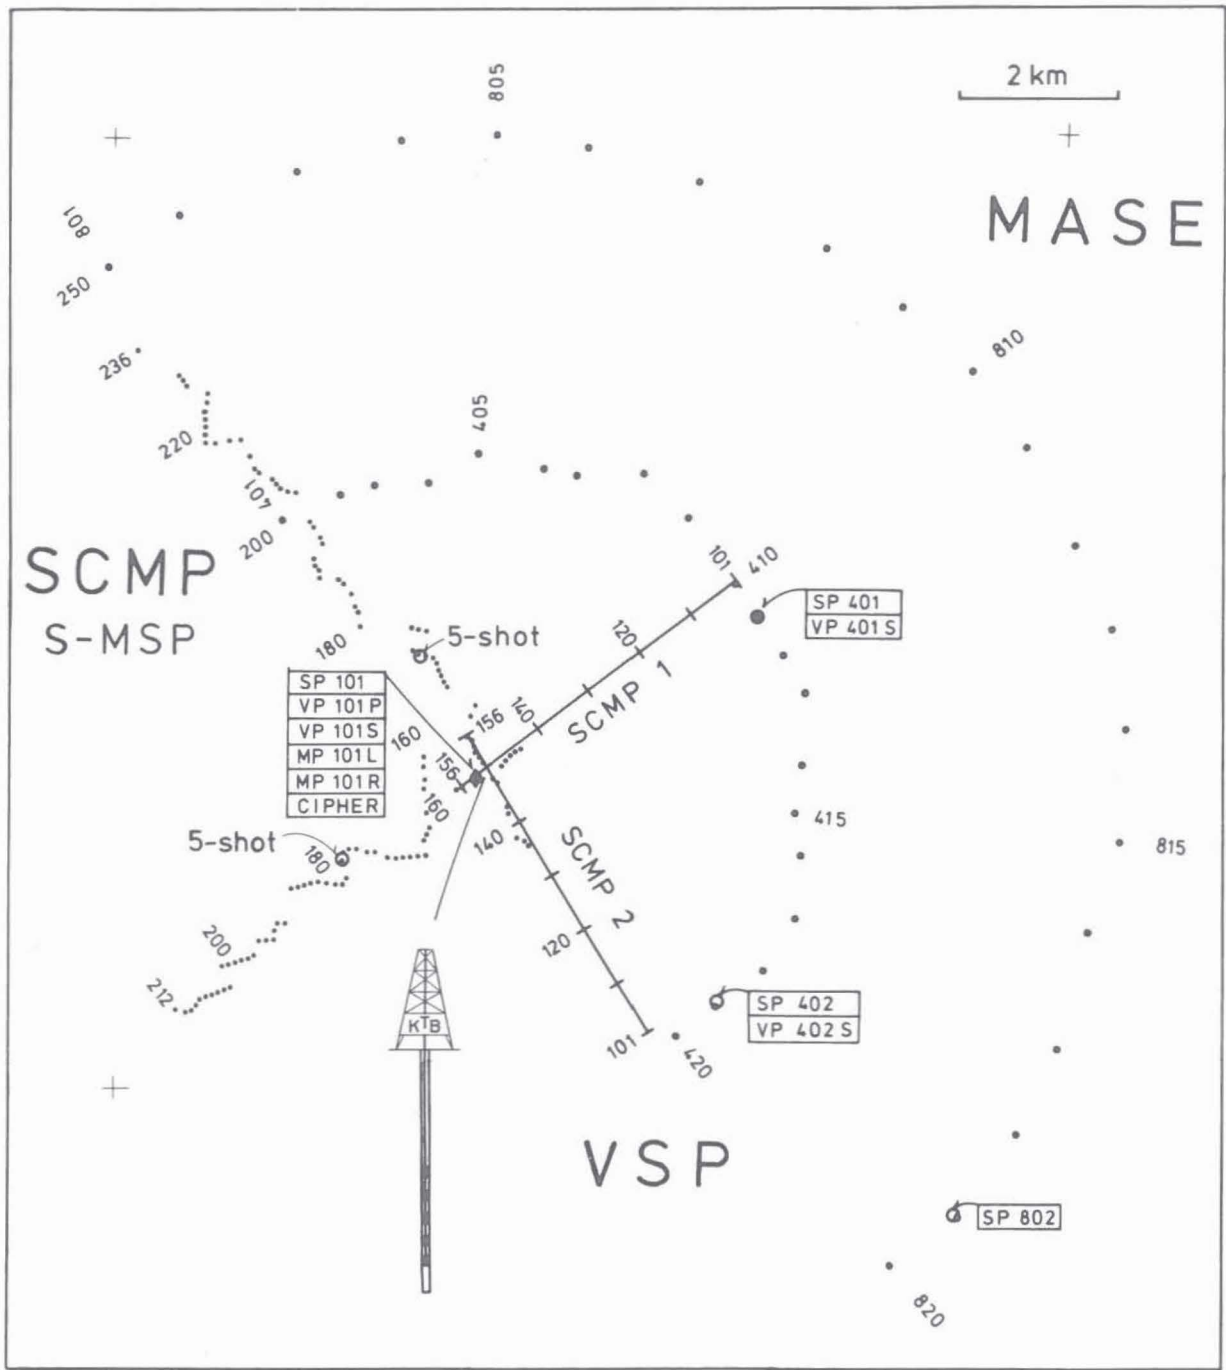 2 km
805
MASE
801
250
810
236
405
220
401
200
SCMP
S-MSP
101
410
SP 401
VP 401 S
120
5-shot
180
SCMP 1
SP 101
VP 101 P
VP 101 S
MP 101 L
MP 101 R
CIPHER
160
156
140
156
160
415
815
140
SCMP 2
5-shot
180
120
200
212
SP 402
VP 402 S
KTB
101
420
VSP
SP 802
820